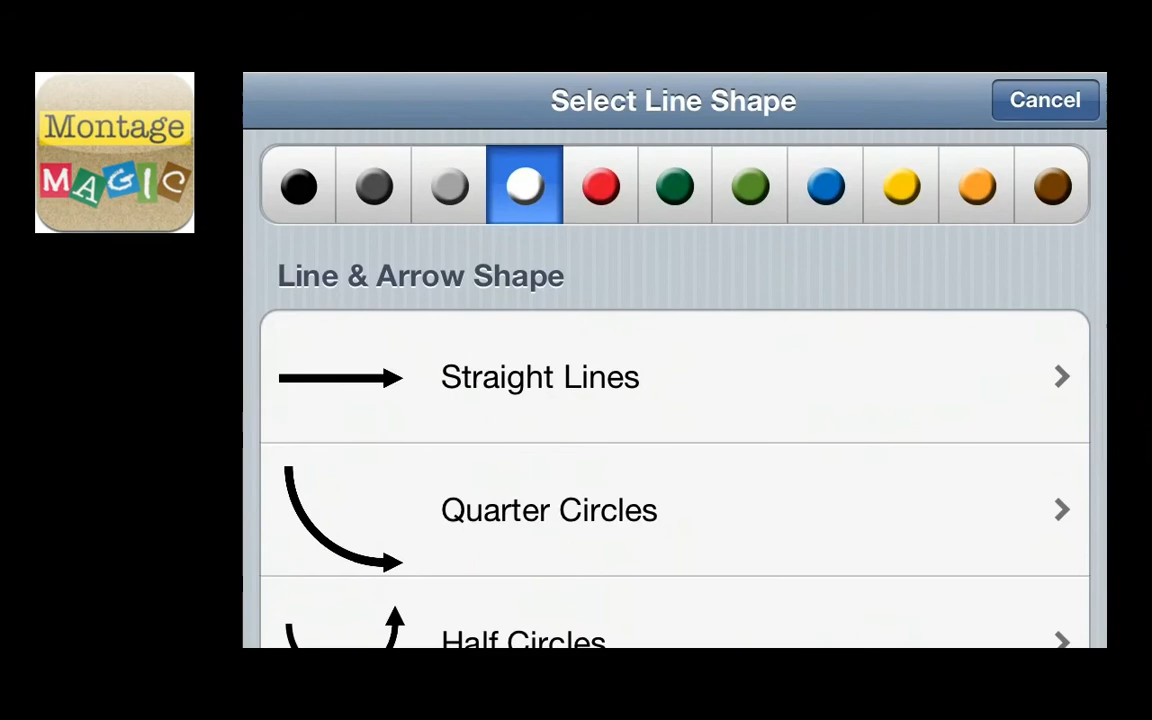 Montage
MAGIC
Select Line Shape
Cancel
Line & Arrow Shape
Straight Lines
Quarter Circles
Half Circles